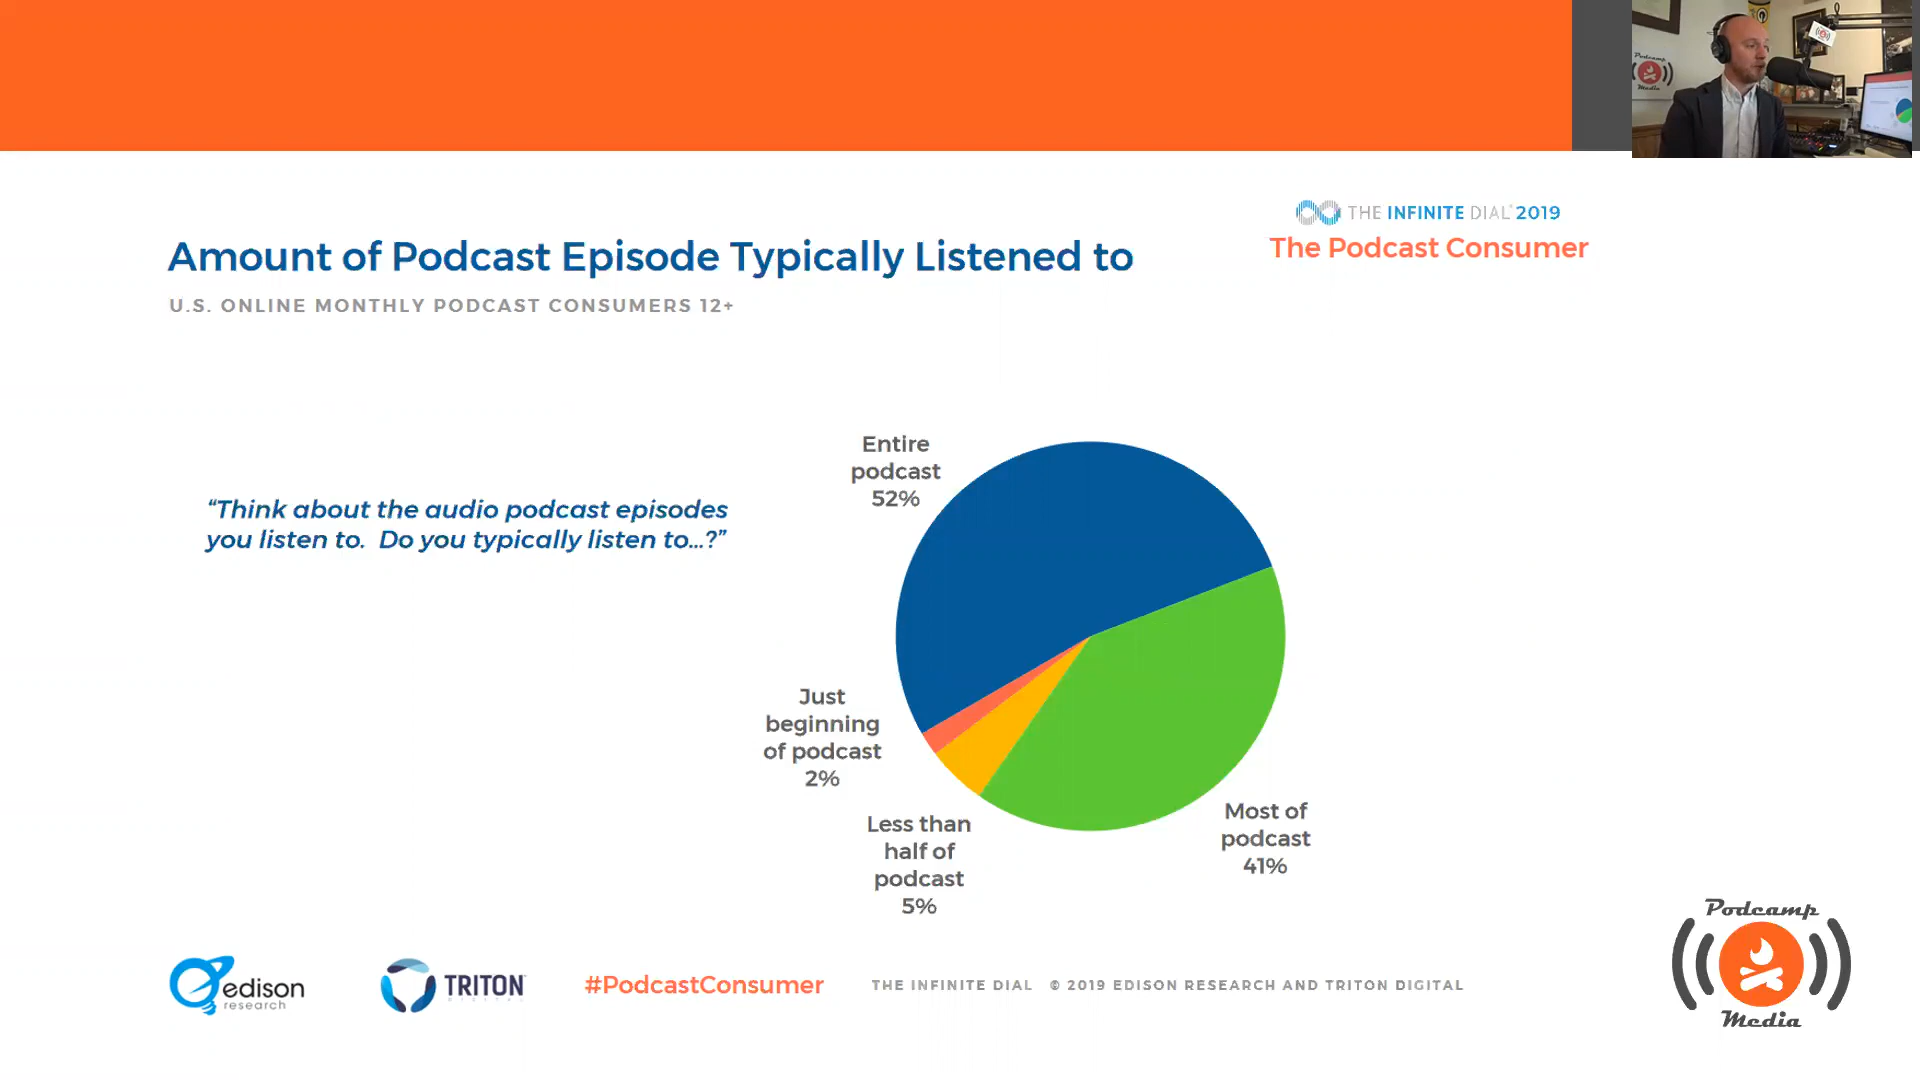 THE INFINITE DIAL 2019
The Podcast Consumer
Amount of Podcast Episode Typically Listened to
U.S. ONLINE MONTHLY PODCAST CONSUMERS 12+
“Think about the audio podcast episodes
you listen to. Do you typically listen to...?”
Entire
podcast
52%
Just
beginning
of podcast
2%
Less than
half of
podcast
5%
Most of
podcast
41%
edison
research
TRITON
DIGITAL
#PodcastConsumer
THE INFINITE DIAL © 2019 EDISON RESEARCH AND TRITON DIGITAL
Podcamp
Media
Podcamp
Media